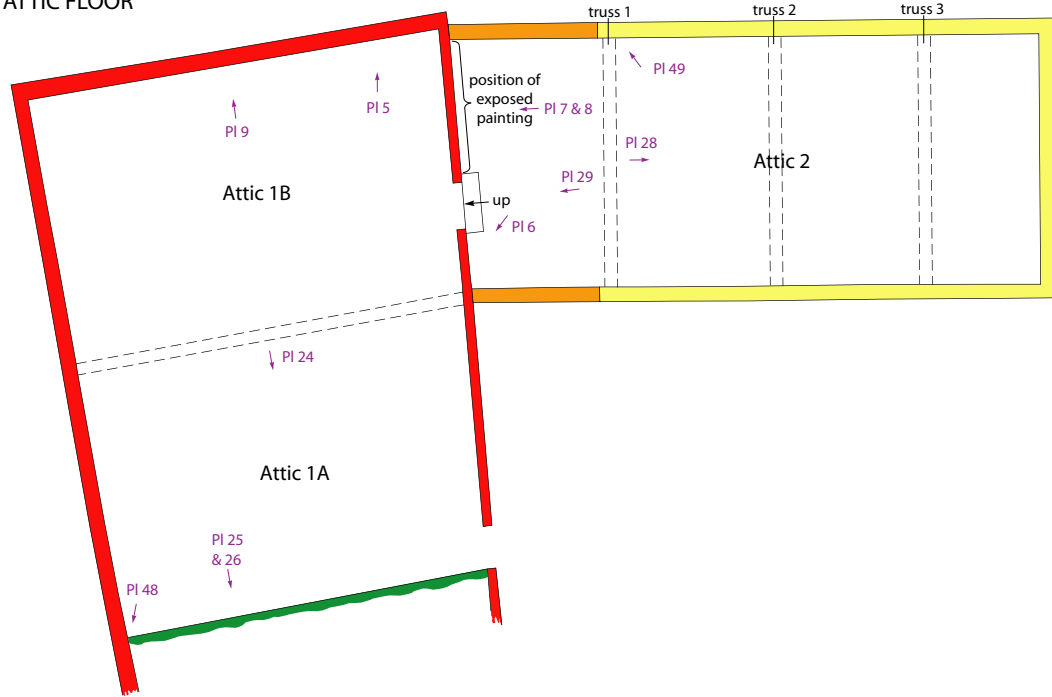 ATTIC FLOOR
truss 1
truss 2
truss 3
position of
exposed
painting
Pl 49
Pl 5
Pl 7 & 8
Pl 9
Pl 28
Attic 2
Pl 29
Attic 1B
up
Pl 6
Pl 24
Attic 1A
Pl 25
& 26
Pl 48